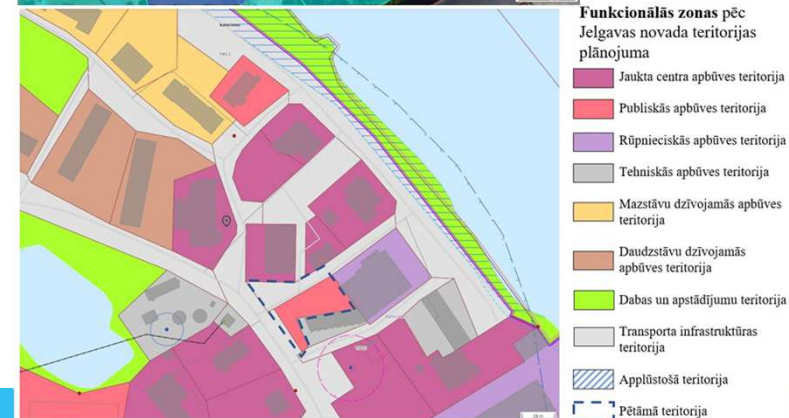 Funkcionālās zonas pēc
Jelgavas novada teritorijas
plānojuma
Jaukta centra apbūves teritorija
Publiskās apbūves teritorija
Rūpnieciskās apbūves teritorija
Tehniskās apbūves teritorija
Mazstāvu dzīvojamās apbūves
teritorija
Daudzstāvu dzīvojamās
apbūves teritorija
Dabas un apstādījumu teritorija
Transporta infrastruktūras
teritorija
Applūstošā teritorija
Pētāmā teritorija